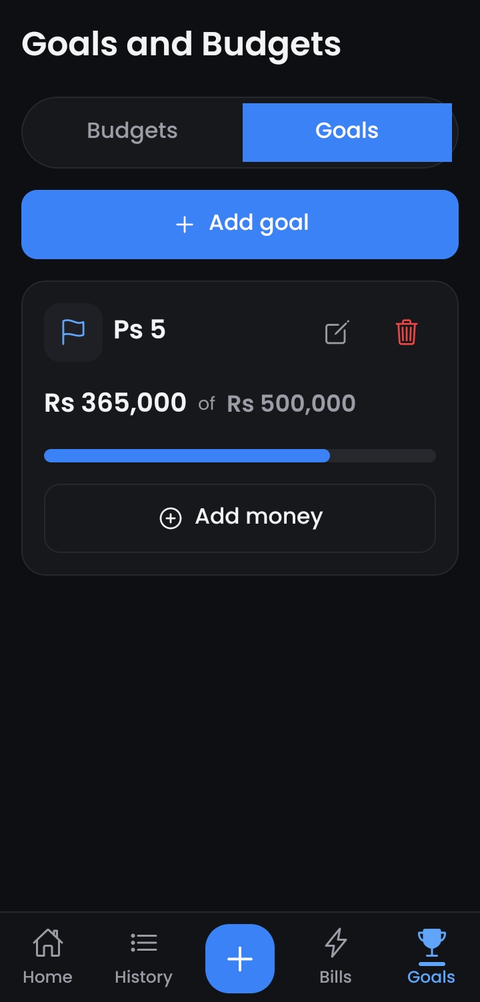 Goals and Budgets
Budgets Goals
Add goal
Ps 5
Rs 365,000 of Rs 500,000
Add money
Home History Bills Goals